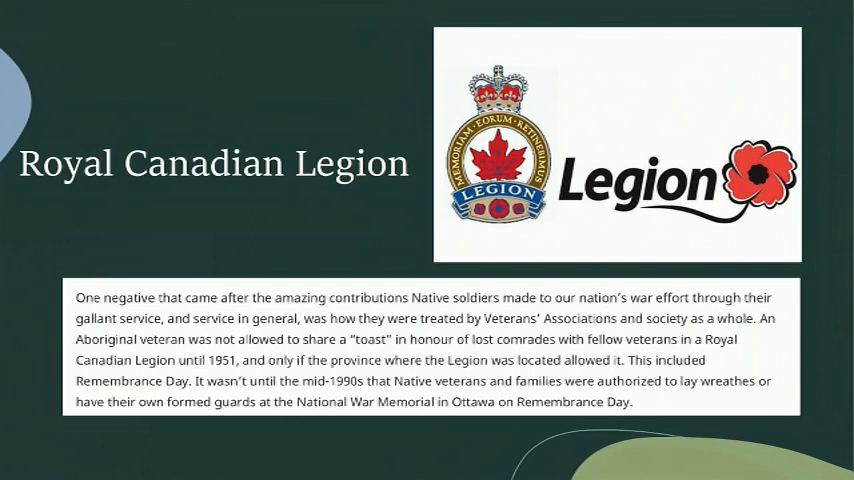 Royal Canadian Legion
MEMORIAM · EORUM · RETINEBIMUS
LEGION
Legion
One negative that came after the amazing contributions Native soldiers made to our nation's war effort through their
gallant service, and service in general, was how they were treated by Veterans' Associations and society as a whole. An
Aboriginal veteran was not allowed to share a "toast" in honour of lost comrades with fellow veterans in a Royal
Canadian Legion until 1951, and only if the province where the Legion was located allowed it. This included
Remembrance Day. It wasn't until the mid-1990s that Native veterans and families were authorized to lay wreathes or
have their own formed guards at the National War Memorial in Ottawa on Remembrance Day.